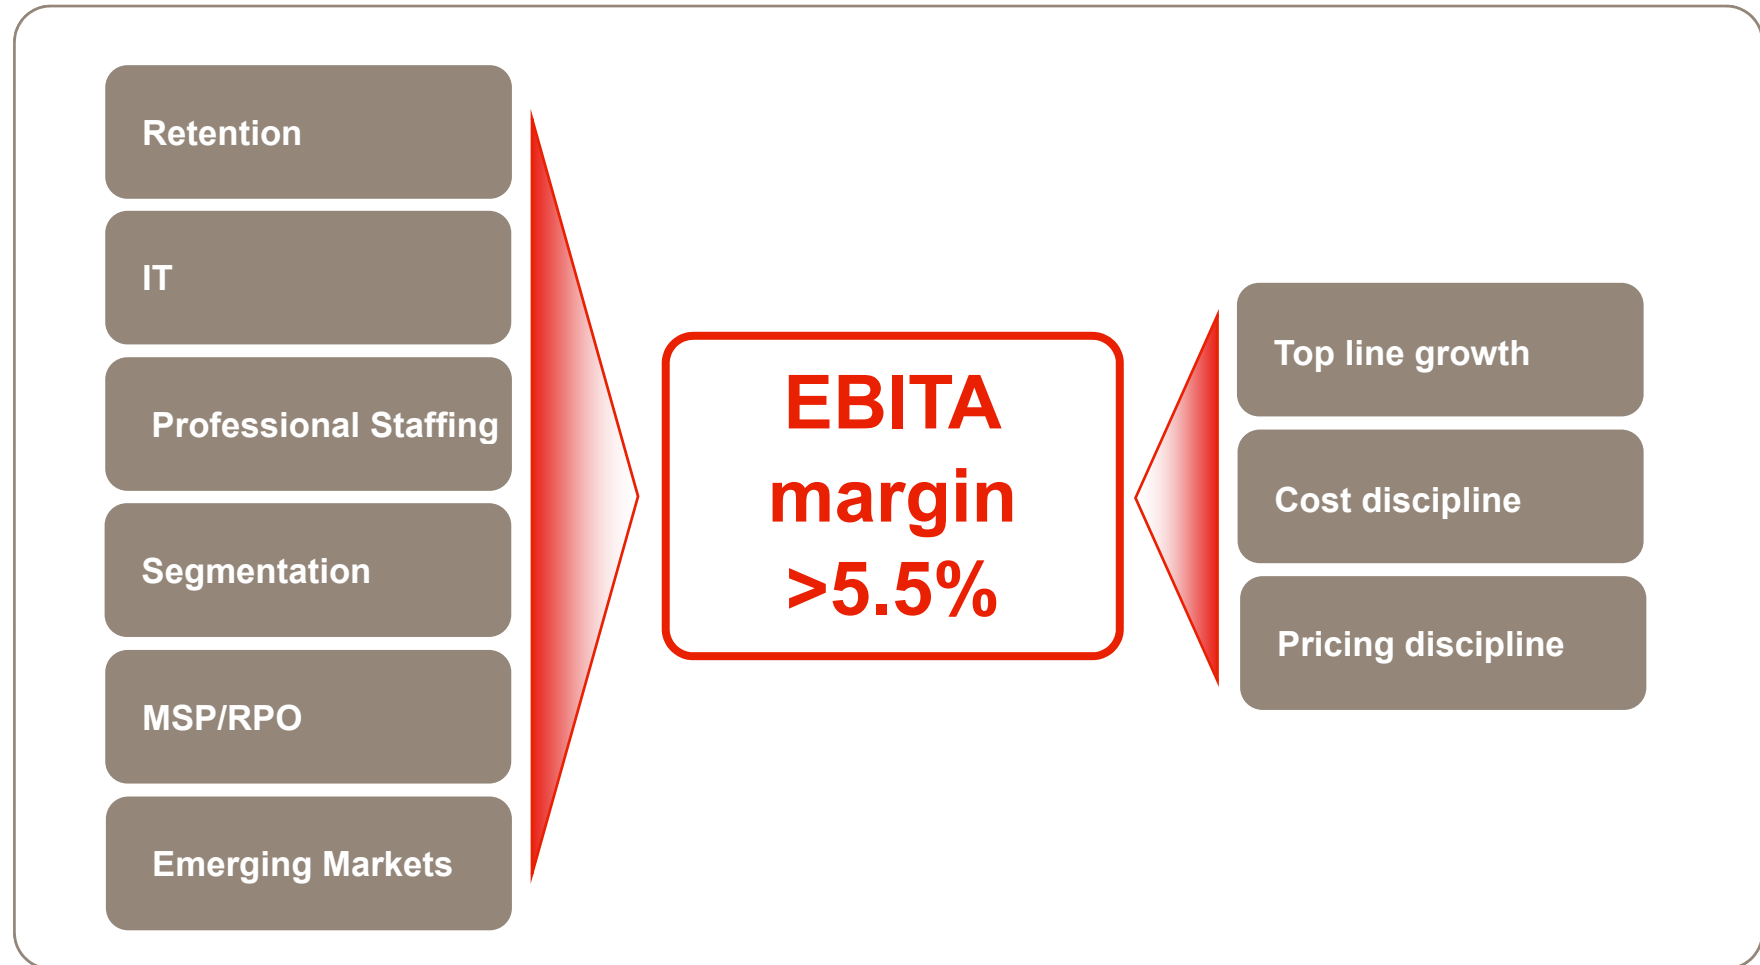 Retention
IT
Professional Staffing
Segmentation
MSP/RPO
Emerging Markets
EBITA
margin
>5.5%
Top line growth
Cost discipline
Pricing discipline